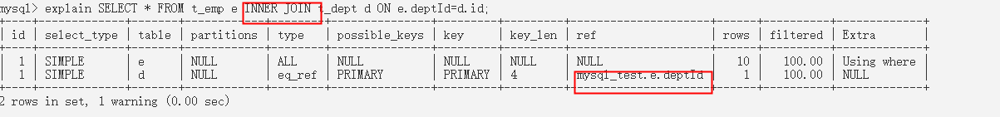 mysql> explain SELECT * FROM t_emp e INNER JOIN t_dept d ON e.deptId=d.id;
| id | select_type | table | partitions | type | possible_keys | key | key_len | ref | rows | filtered | Extra |
| 1 | SIMPLE | e | NULL | ALL | NULL | NULL | NULL | NULL | 10 | 100.00 | Using where |
| 1 | SIMPLE | d | NULL | eq_ref | PRIMARY | PRIMARY | 4 | mysql_test.e.deptId | 1 | 100.00 | NULL |
2 rows in set, 1 warning (0.00 sec)